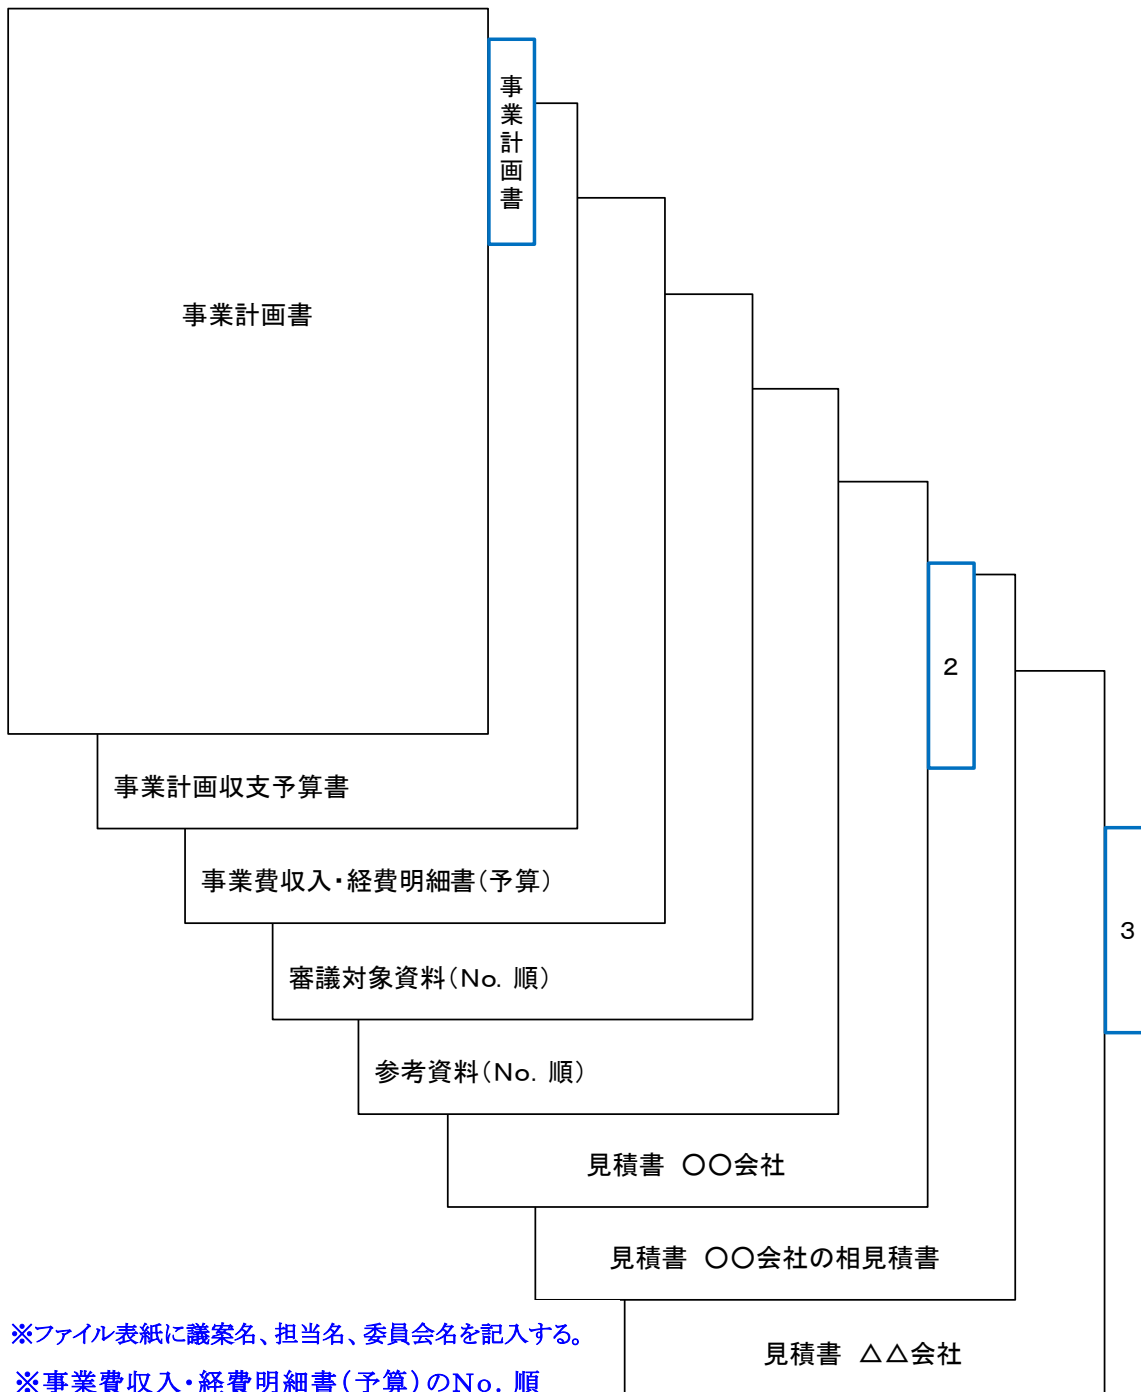 事業計画書
事業計画書
事業計画収支予算書
事業費収入・経費明細書(予算)
審議対象資料(No. 順)
参考資料(No. 順)
2
見積書 〇〇会社
見積書 〇〇会社の相見積書
3
見積書 △△会社
※ファイル表紙に議案名、担当名、委員会名を記入する。
※事業費収入・経費明細書(予算)のNo. 順